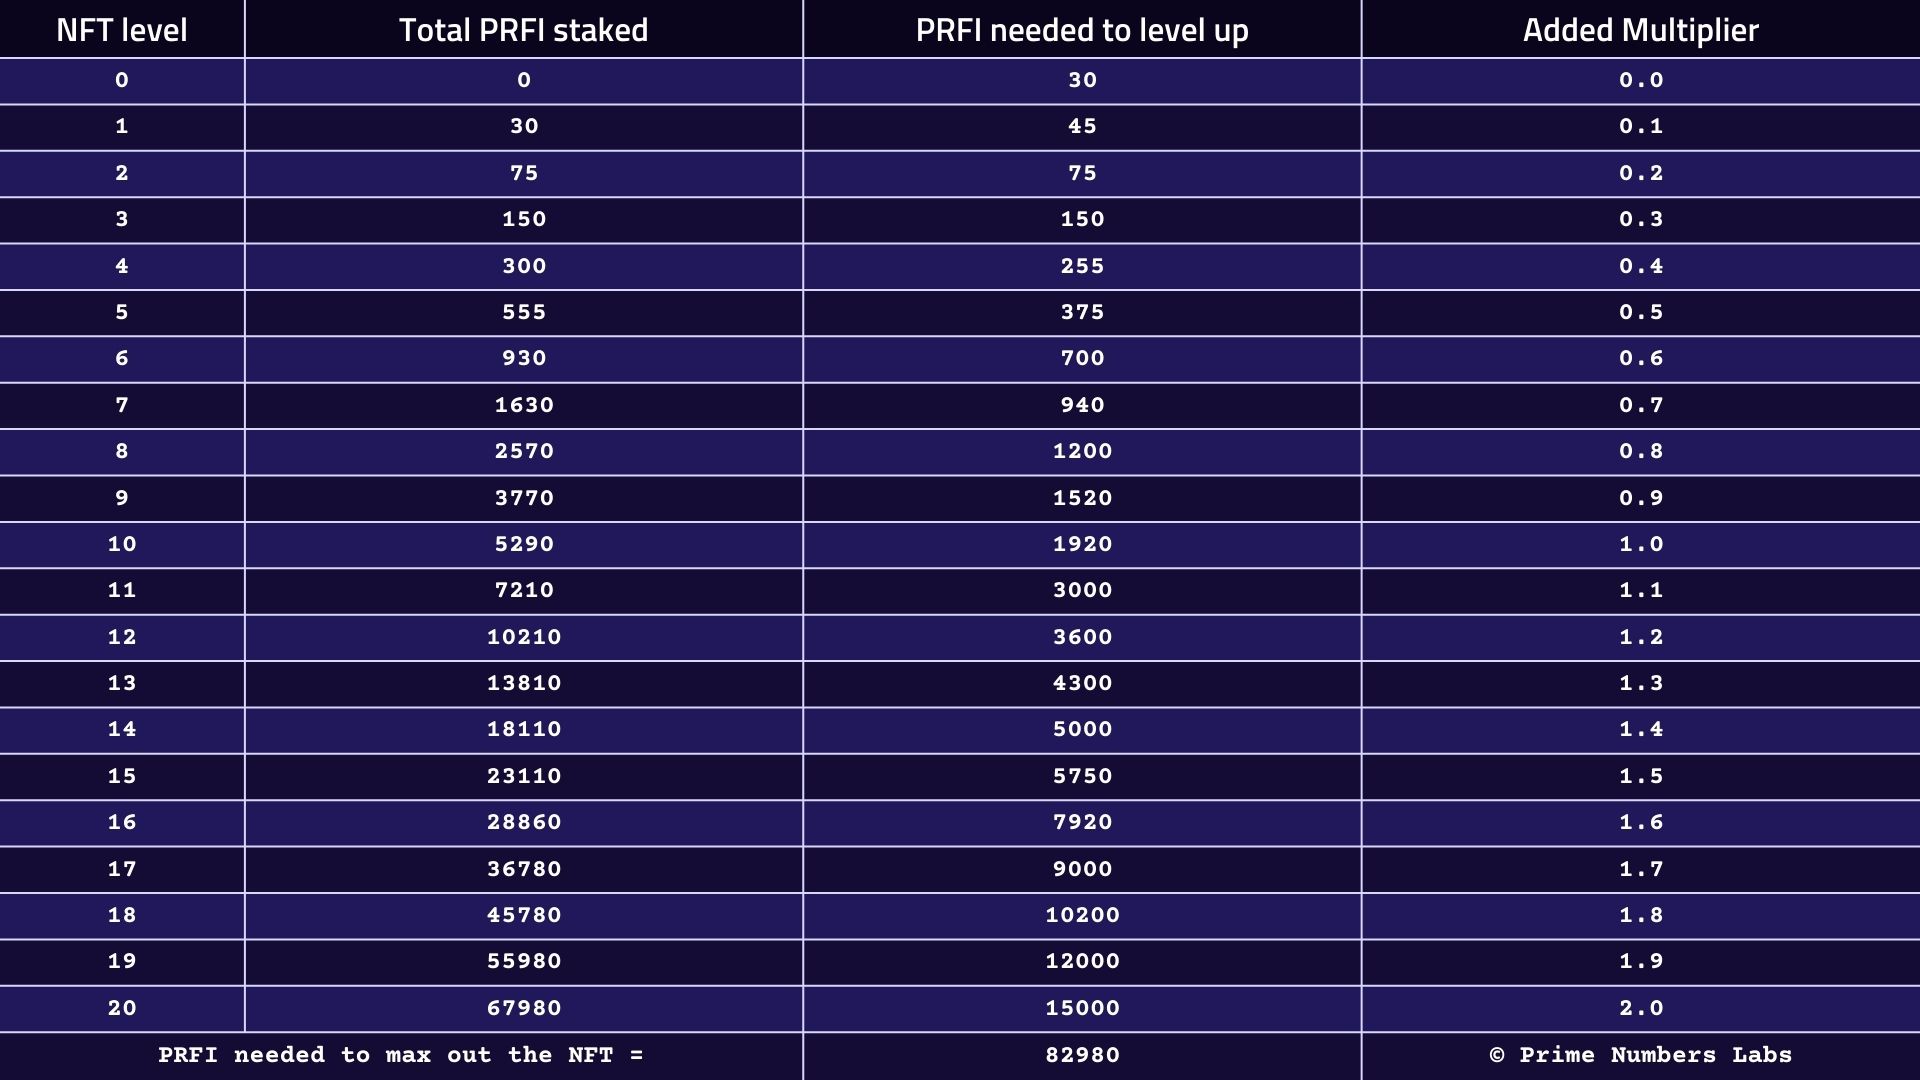 NFT level Total PRFI staked PRFI needed to level up Added Multiplier
0 0 30 0.0
1 30 45 0.1
2 75 75 0.2
3 150 150 0.3
4 300 255 0.4
5 555 375 0.5
6 930 700 0.6
7 1630 940 0.7
8 2570 1200 0.8
9 3770 1520 0.9
10 5290 1920 1.0
11 7210 3000 1.1
12 10210 3600 1.2
13 13810 4300 1.3
14 18110 5000 1.4
15 23110 5750 1.5
16 28860 7920 1.6
17 36780 9000 1.7
18 45780 10200 1.8
19 55980 12000 1.9
20 67980 15000 2.0
PRFI needed to max out the NFT = 82980 © Prime Numbers Labs